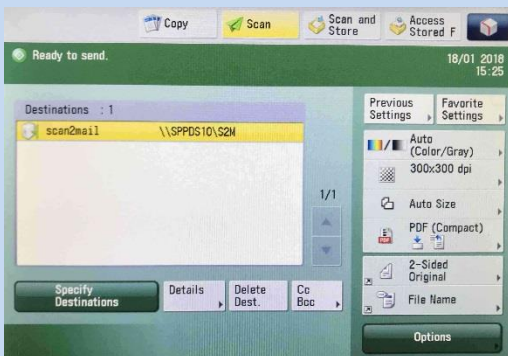 Copy
Scan
Scan and
Store
Access
Stored F
Ready to send.
18/01 2018
15:25
Destinations : 1
scan2mail \\SPPDS10\S2M
1/1
Specify
Destinations
Details
Delete
Dest.
Cc
Bcc
Previous
Settings
Favorite
Settings
Auto
(Color/Gray)
300x300 dpi
Auto Size
PDF (Compact)
2-Sided
Original
File Name
Options